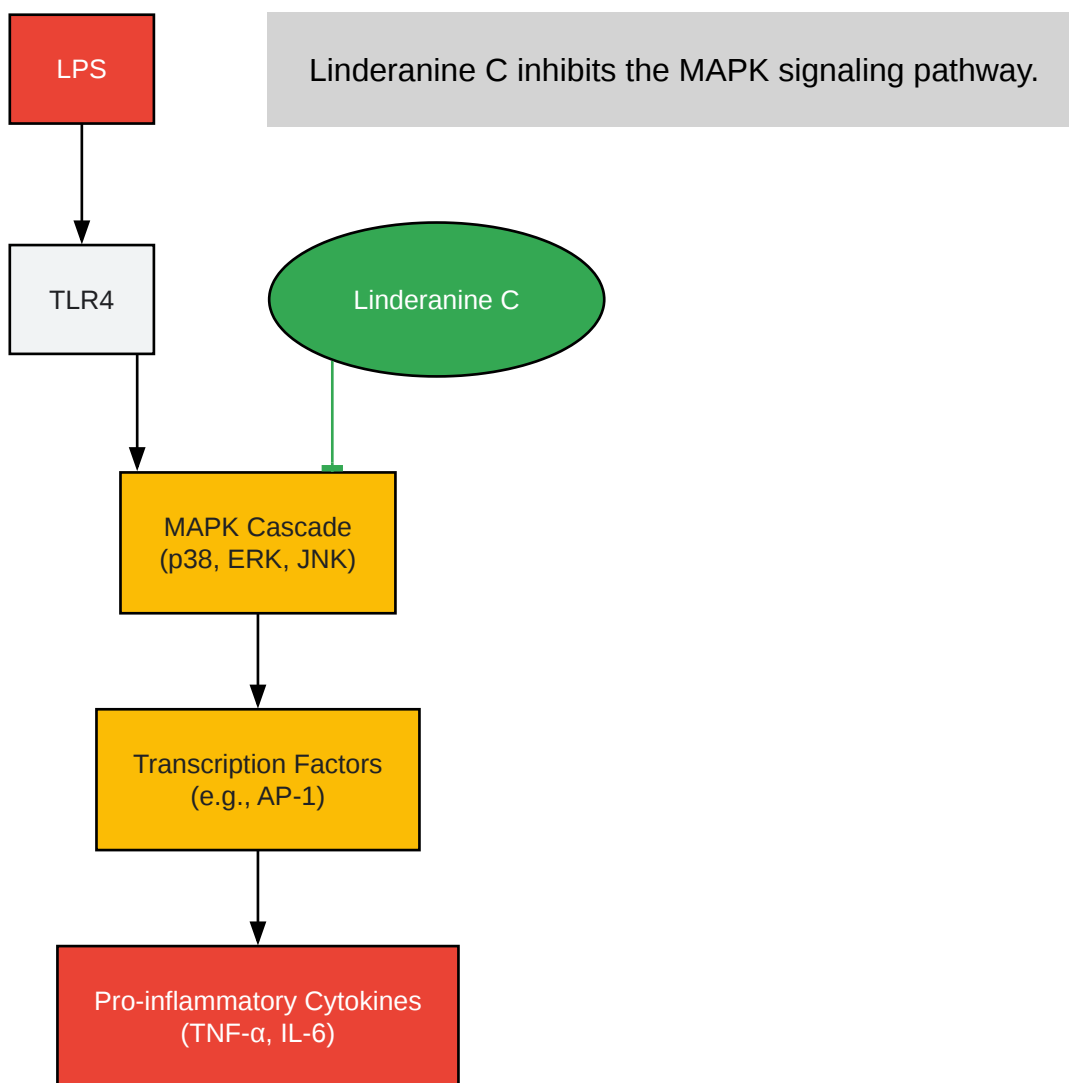 LPS
Linderanine C inhibits the MAPK signaling pathway.
TLR4
Linderanine C
MAPK Cascade
(p38, ERK, JNK)
Transcription Factors
(e.g., AP-1)
Pro-inflammatory Cytokines
(TNF-α, IL-6)